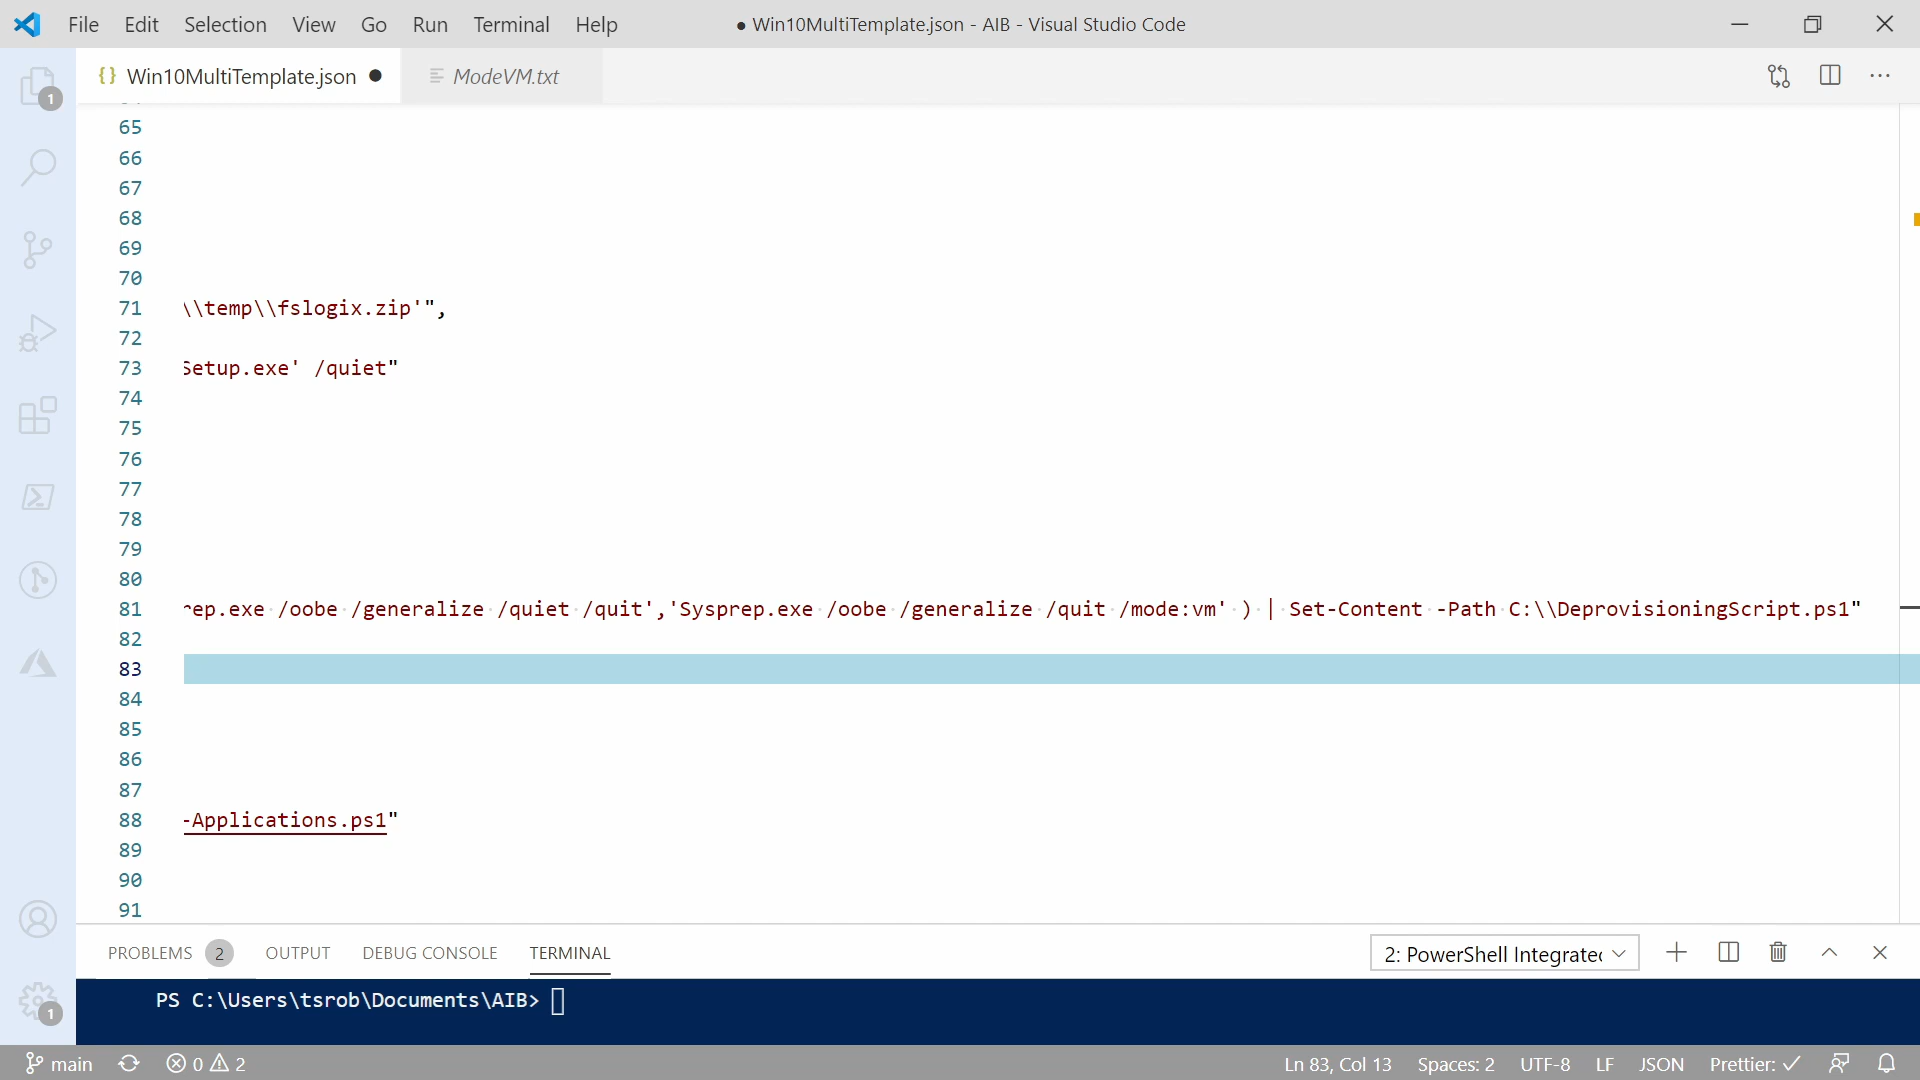 File Edit Selection View Go Run Terminal Help
● Win10MultiTemplate.json - AIB - Visual Studio Code
{} Win10MultiTemplate.json ●
ModeVM.txt
1
65
66
67
68
69
70
71 \\temp\\fslogix.zip'",
72
73 Setup.exe' /quiet"
74
75
76
77
78
79
80
81 rep.exe /oobe /generalize /quiet /quit','Sysprep.exe /oobe /generalize /quit /mode:vm' ) | Set-Content -Path C:\\DeprovisioningScript.ps1"
82
83
84
85
86
87
88 -Applications.ps1"
89
90
91
PROBLEMS 2 OUTPUT DEBUG CONSOLE TERMINAL
2: PowerShell Integrated
PS C:\Users\tsrob\Documents\AIB>
1
main 0 2
Ln 83, Col 13 Spaces: 2 UTF-8 LF JSON Prettier: ✓